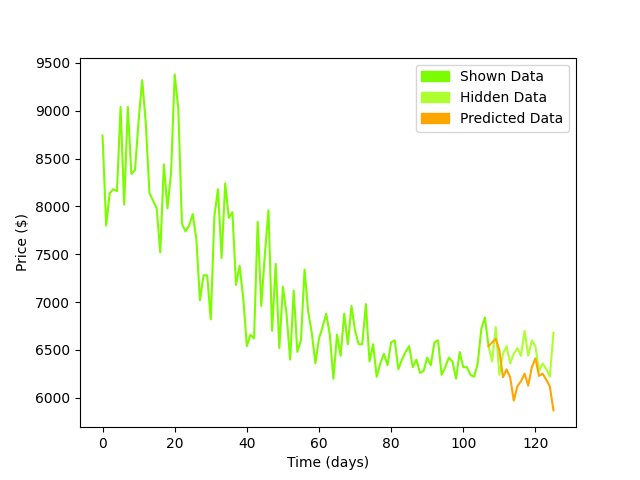 9500
9000
8500
8000
7500
7000
6500
6000
Price ($)
Shown Data
Hidden Data
Predicted Data
0 20 40 60 80 100 120
Time (days)